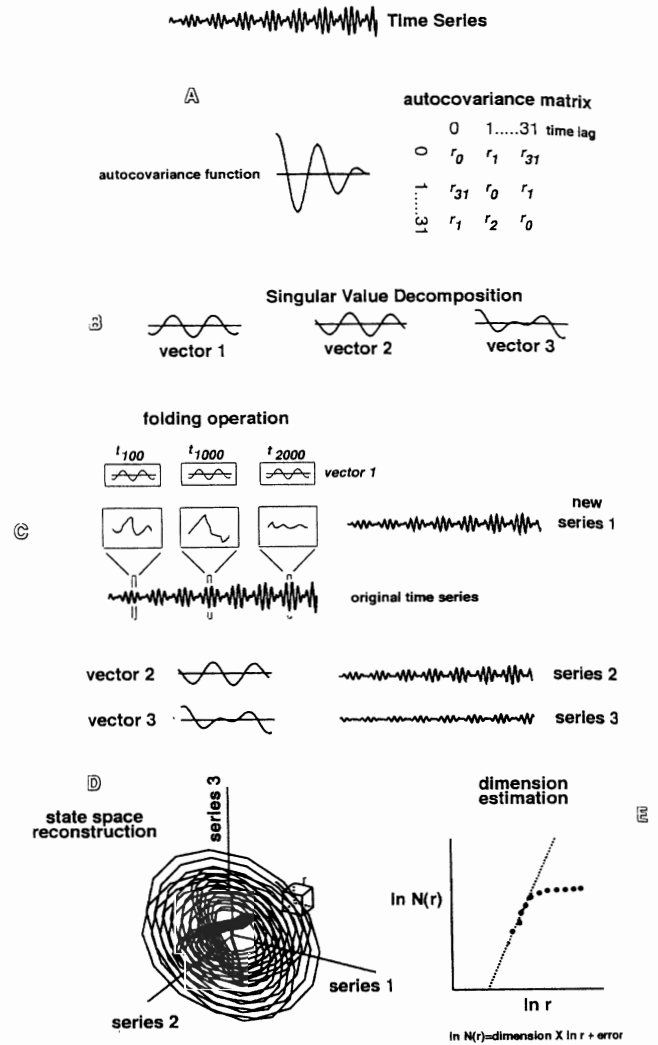 Time Series
A
autocovariance matrix
0 1.....31 time lag
autocovariance function
0 r0 r1 r31
1 r31 r0 r1
.....
31 r1 r2 r0
Singular Value Decomposition
B
vector 1 vector 2 vector 3
folding operation
t100 t1000 t2000
vector 1
C
new
series 1
original time series
vector 2 series 2
vector 3 series 3
D
state space
reconstruction
series 3
r
series 1
series 2
dimension
estimation
E
ln N(r)
ln r
ln N(r)=dimension X ln r + error